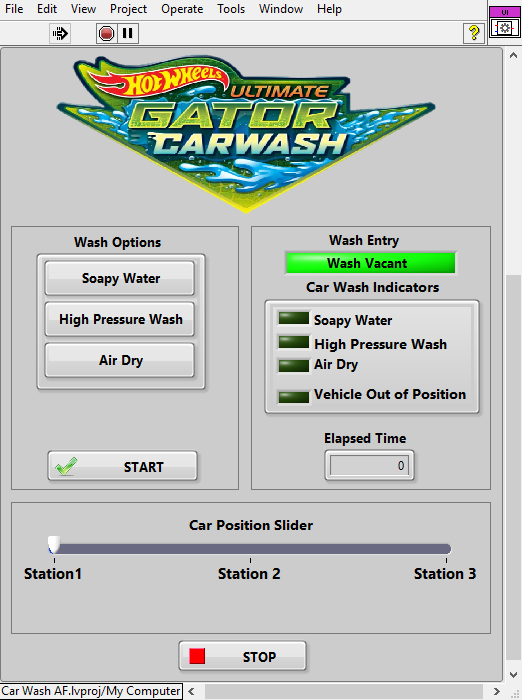 File Edit View Project Operate Tools Window Help
?
UI
HOT WHEELS
ULTIMATE
GATOR
CARWASH
Wash Options
Soapy Water
High Pressure Wash
Air Dry
START
Wash Entry
Wash Vacant
Car Wash Indicators
Soapy Water
High Pressure Wash
Air Dry
Vehicle Out of Position
Elapsed Time
0
Car Position Slider
Station1 Station 2 Station 3
STOP
Car Wash AF.lvproj/My Computer